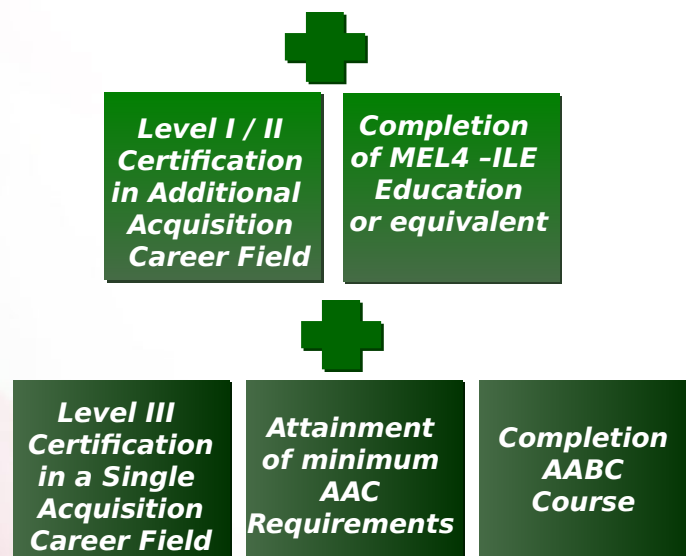 Level I / II
Certification
in Additional
Acquisition
Career Field
Completion
of MEL4 –ILE
Education
or equivalent
Level III
Certification
in a Single
Acquisition
Career Field
Attainment
of minimum
AAC
Requirements
Completion
AABC
Course